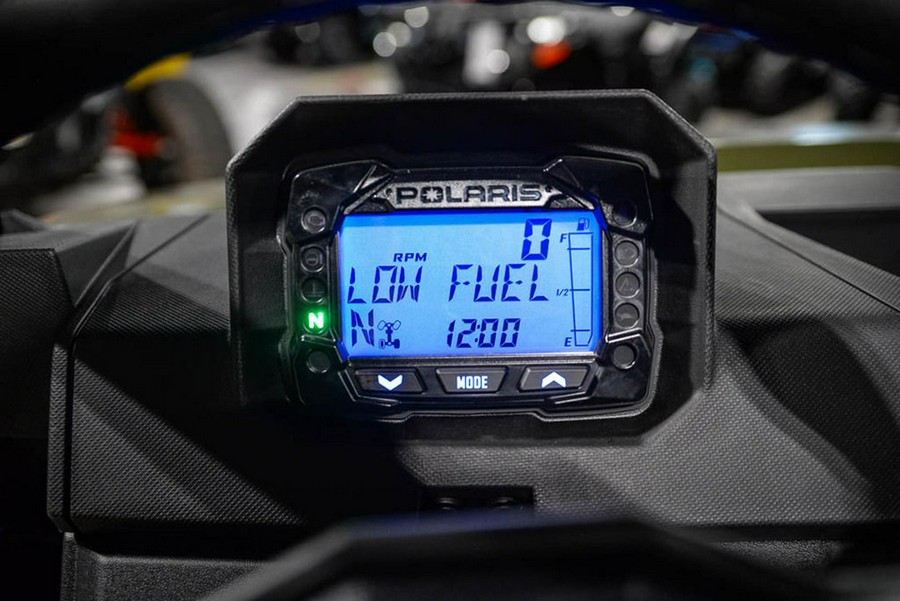 POLARIS
0
F
RPM
LOW FUEL
1/2
N
N 12:00
E
MODE